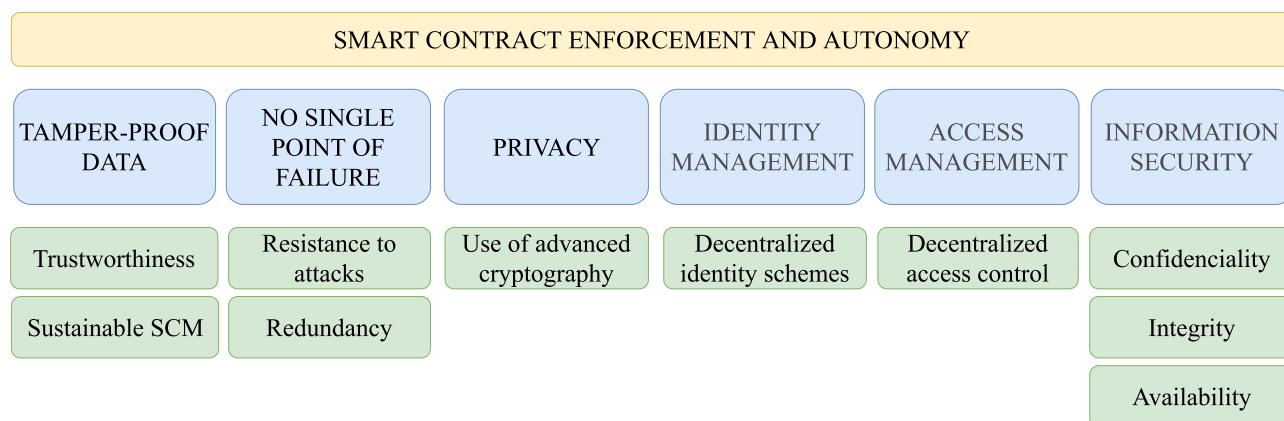 SMART CONTRACT ENFORCEMENT AND AUTONOMY
TAMPER-PROOF
DATA
NO SINGLE
POINT OF
FAILURE
PRIVACY
IDENTITY
MANAGEMENT
ACCESS
MANAGEMENT
INFORMATION
SECURITY
Trustworthiness
Resistance to
attacks
Use of advanced
cryptography
Decentralized
identity schemes
Decentralized
access control
Confidenciality
Sustainable SCM
Redundancy
Integrity
Availability